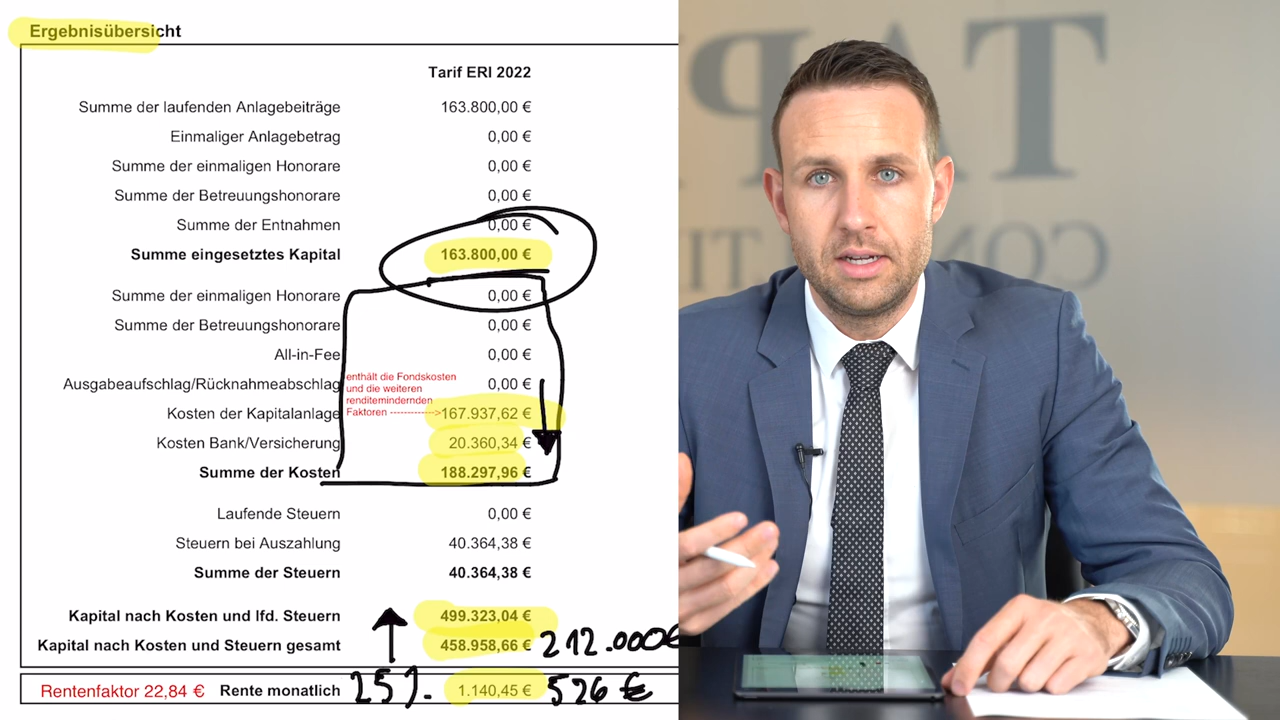 Ergebnisübersicht
Tarif ERI 2022
Summe der laufenden Anlagebeiträge 163.800,00 €
Einmaliger Anlagebetrag 0,00 €
Summe der einmaligen Honorare 0,00 €
Summe der Betreuungshonorare 0,00 €
Summe der Entnahmen 0,00 €
Summe eingesetztes Kapital 163.800,00 €
Summe der einmaligen Honorare 0,00 €
Summe der Betreuungshonorare 0,00 €
All-in-Fee 0,00 €
Ausgabeaufschlag/Rücknahmeabschlag 0,00 €
enthält die Fondskosten
und die weiteren
renditemindernden
Faktoren ------------>
Kosten der Kapitalanlage 167.937,62 €
Kosten Bank/Versicherung 20.360,34 €
Summe der Kosten 188.297,96 €
Laufende Steuern 0,00 €
Steuern bei Auszahlung 40.364,38 €
Summe der Steuern 40.364,38 €
Kapital nach Kosten und lfd. Steuern 499.323,04 €
Kapital nach Kosten und Steuern gesamt 458.958,66 € 212.000€
Rentenfaktor 22,84 € Rente monatlich 25%. 1.140,45 € 526 €
TAP